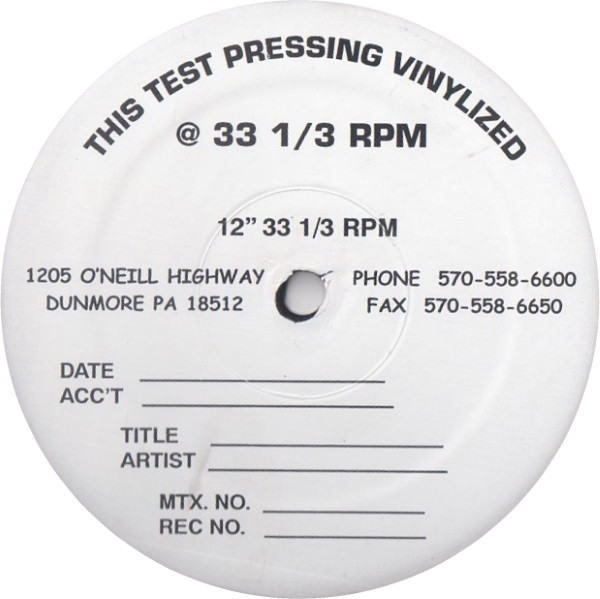 THIS TEST PRESSING VINYLIZED
@ 33 1/3 RPM
12” 33 1/3 RPM
1205 O'NEILL HIGHWAY PHONE 570-558-6600
DUNMORE PA 18512 FAX 570-558-6650
DATE
ACC'T
TITLE
ARTIST
MTX. NO.
REC NO.